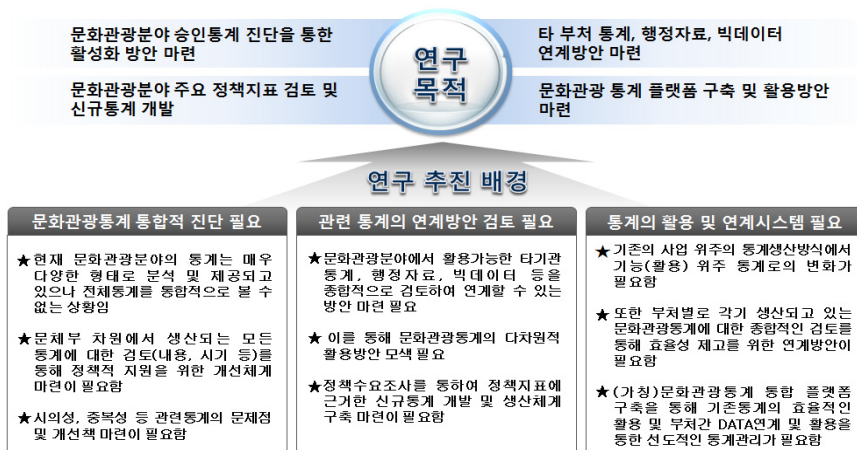 문화관광분야 승인통계 진단을 통한
활성화 방안 마련
문화관광분야 주요 정책지표 검토 및
신규통계 개발
연구
목적
타 부처 통계, 행정자료, 빅데이터
연계방안 마련
문화관광 통계 플랫폼 구축 및 활용방안
마련
연구 추진 배경
문화관광통계 통합적 진단 필요
★현재 문화관광분야의 통계는 매우
다양한 형태로 분석 및 제공되고
있으나 전체통계를 통합적으로 볼 수
없는 상황임
★문체부 차원에서 생산되는 모든
통계에 대한 검토(내용, 시기 등)를
통해 정책적 지원을 위한 개선체계
마련이 필요함
★시의성, 중복성 등 관련통계의 문제점
및 개선책 마련이 필요함
관련 통계의 연계방안 검토 필요
★문화관광분야에서 활용가능한 타기관
통계, 행정자료, 빅데이터 등을
종합적으로 검토하여 연계할 수 있는
방안 마련 필요
★ 이를 통해 문화관광통계의 다차원적
활용방안 모색 필요
★정책수요조사를 통하여 정책지표에
근거한 신규통계 개발 및 생산체계
구축 마련이 필요함
통계의 활용 및 연계시스템 필요
★ 기존의 사업 위주의 통계생산방식에서
기능(활용) 위주 통계로의 변화가
필요함
★ 또한 부처별로 각기 생산되고 있는
문화관광통계에 대한 종합적인 검토를
통해 효율성 제고를 위한 연계방안이
필요함
★(가칭)문화관광통계 통합 플랫폼
구축을 통해 기존통계의 효율적인
활용 및 부처간 DATA연계 및 활용을
통한 선도적인 통계관리가 필요함